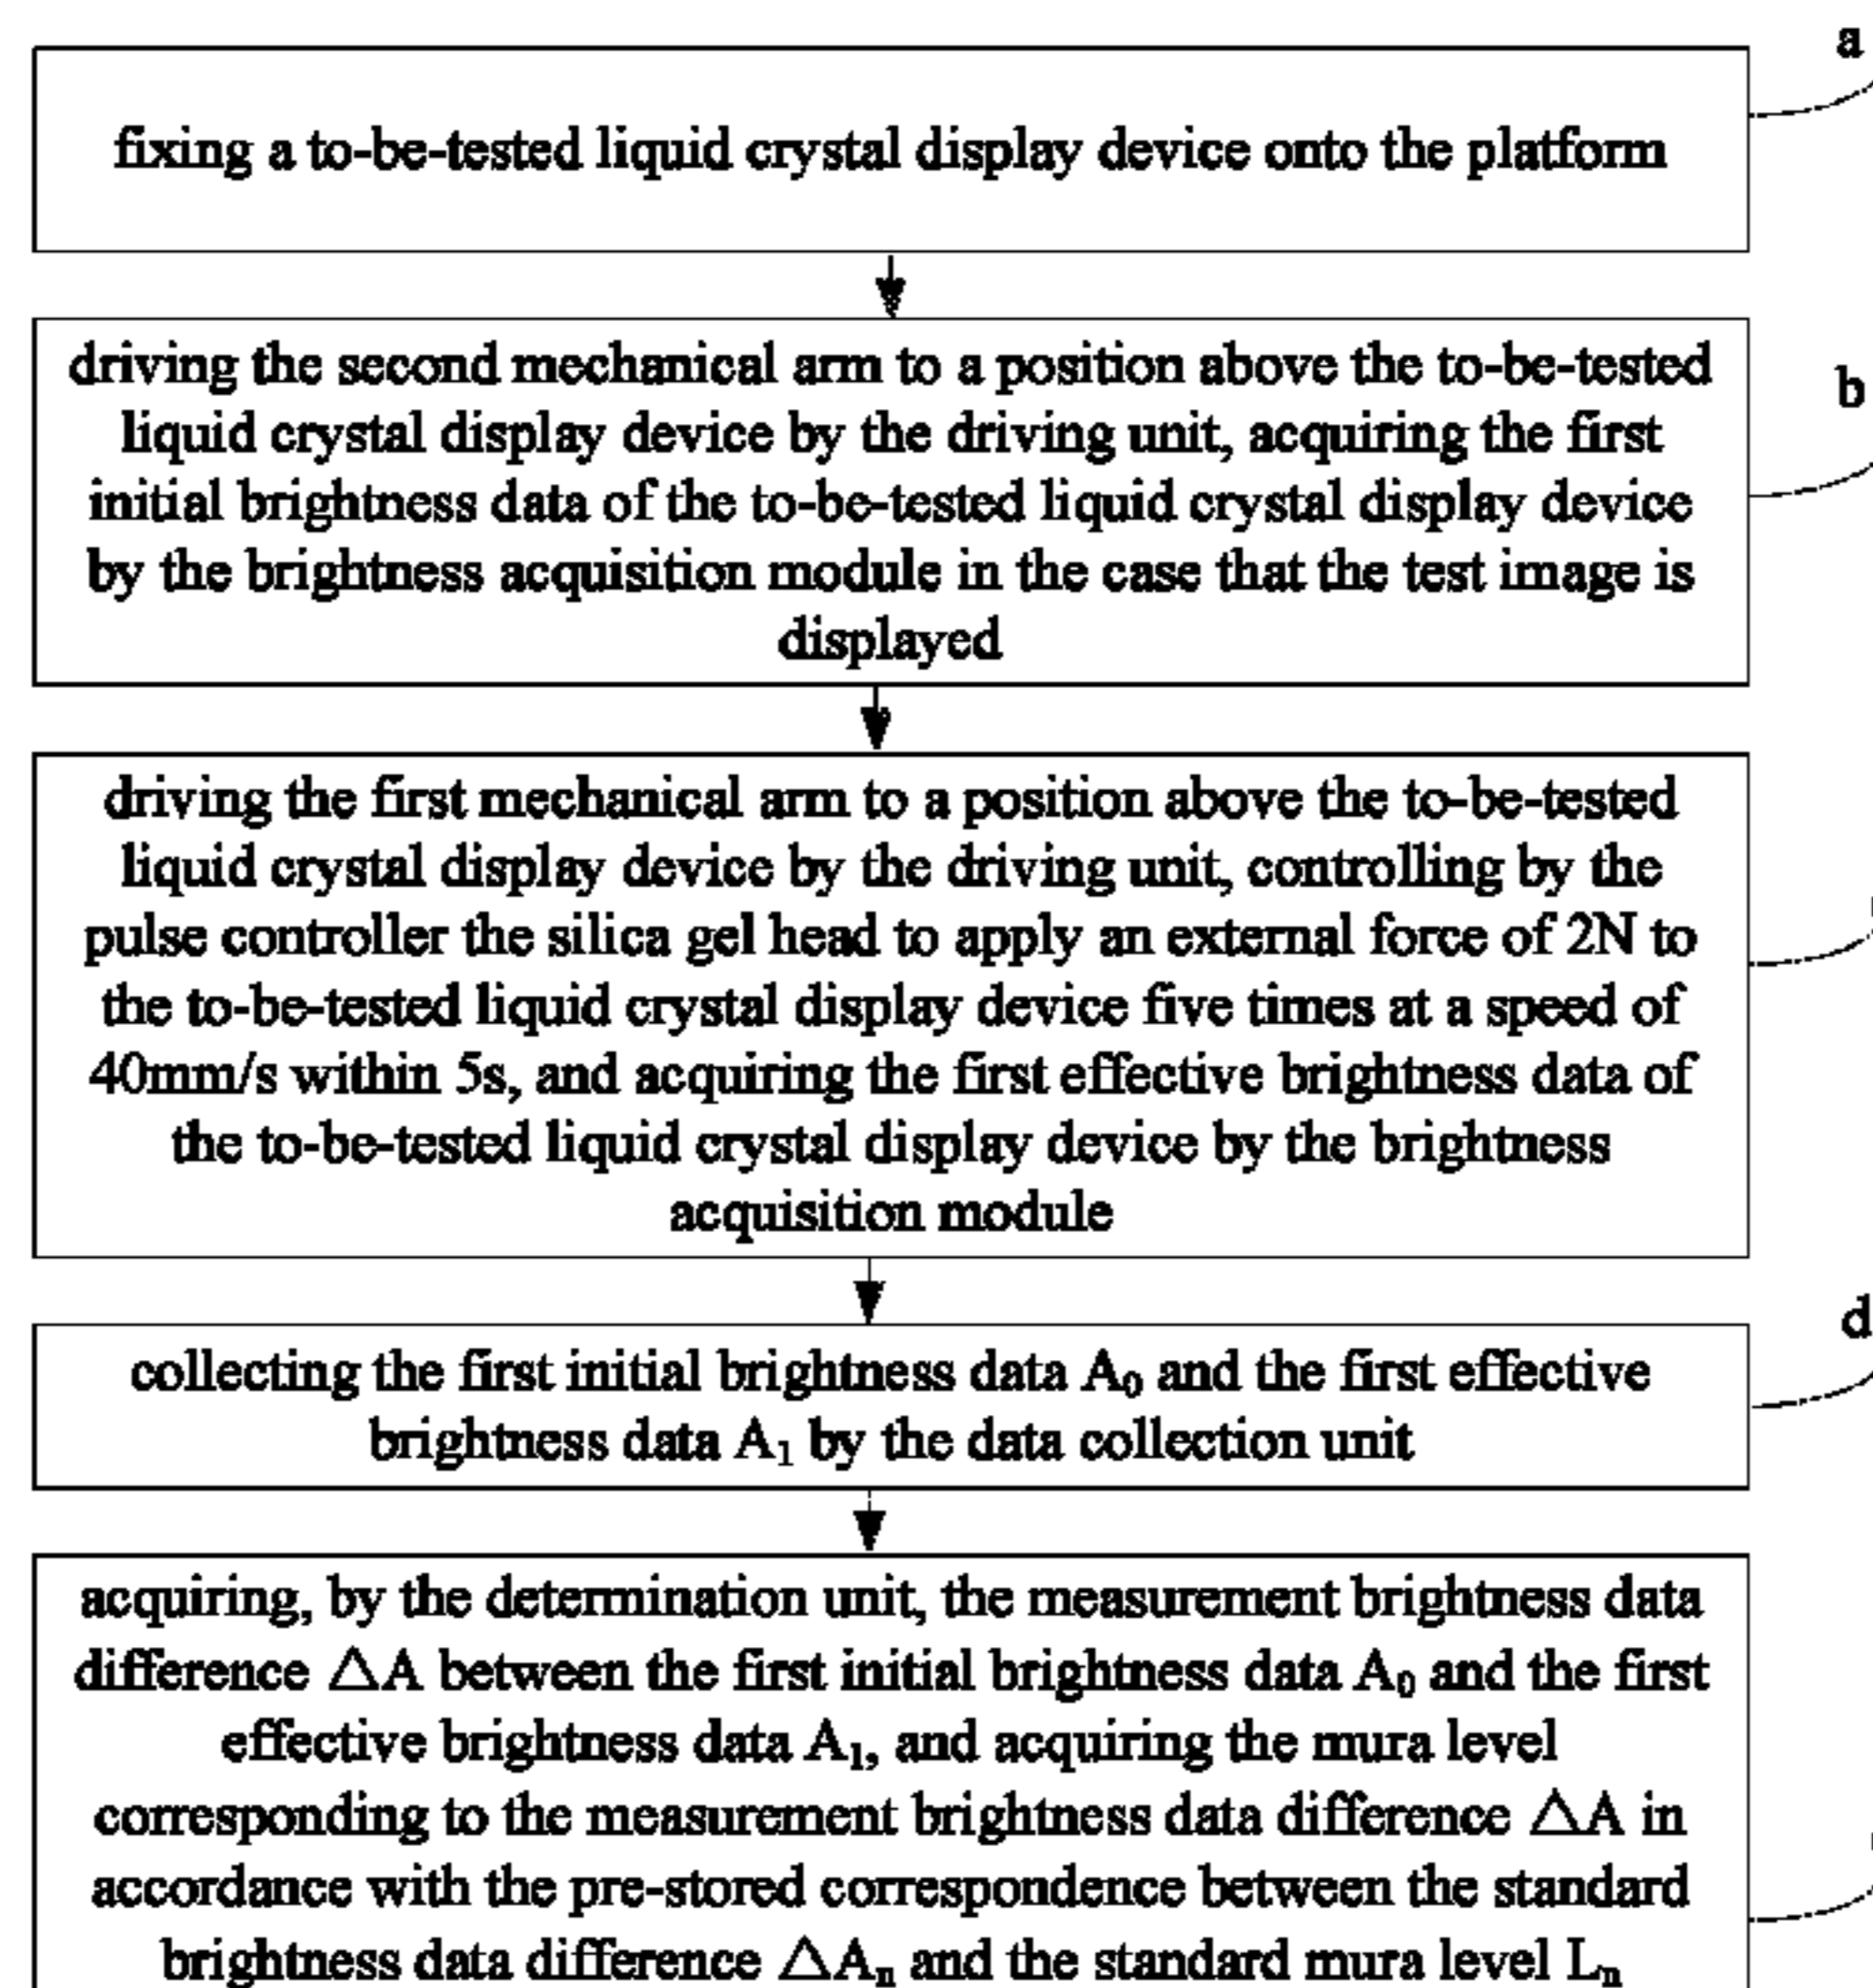 a
fixing a to-be-tested liquid crystal display device onto the platform
driving the second mechanical arm to a position above the to-be-tested
b
liquid crystal display device by the driving unit, acquiring the first
initial brightness data of the to-be-tested liquid crystal display device
by the brightness acquisition module in the case that the test image is
displayed
driving the first mechanical arm to a position above the to-be-tested
liquid crystal display device by the driving unit, controlling by the
pulse controller the silica gel head to apply an external force of 2N to
the to-be-tested liquid crystal display device five times at a speed of
40mm/s within 5s, and acquiring the first effective brightness data of
the to-be-tested liquid crystal display device by the brightness
acquisition module
d
collecting the first initial brightness data A₀ and the first effective
brightness data A₁ by the data collection unit
acquiring, by the determination unit, the measurement brightness data
difference △A between the first initial brightness data A₀ and the first
effective brightness data A₁, and acquiring the mura level
corresponding to the measurement brightness data difference △A in
accordance with the pre-stored correspondence between the standard
brightness data difference △Aₙ and the standard mura level Lₙ